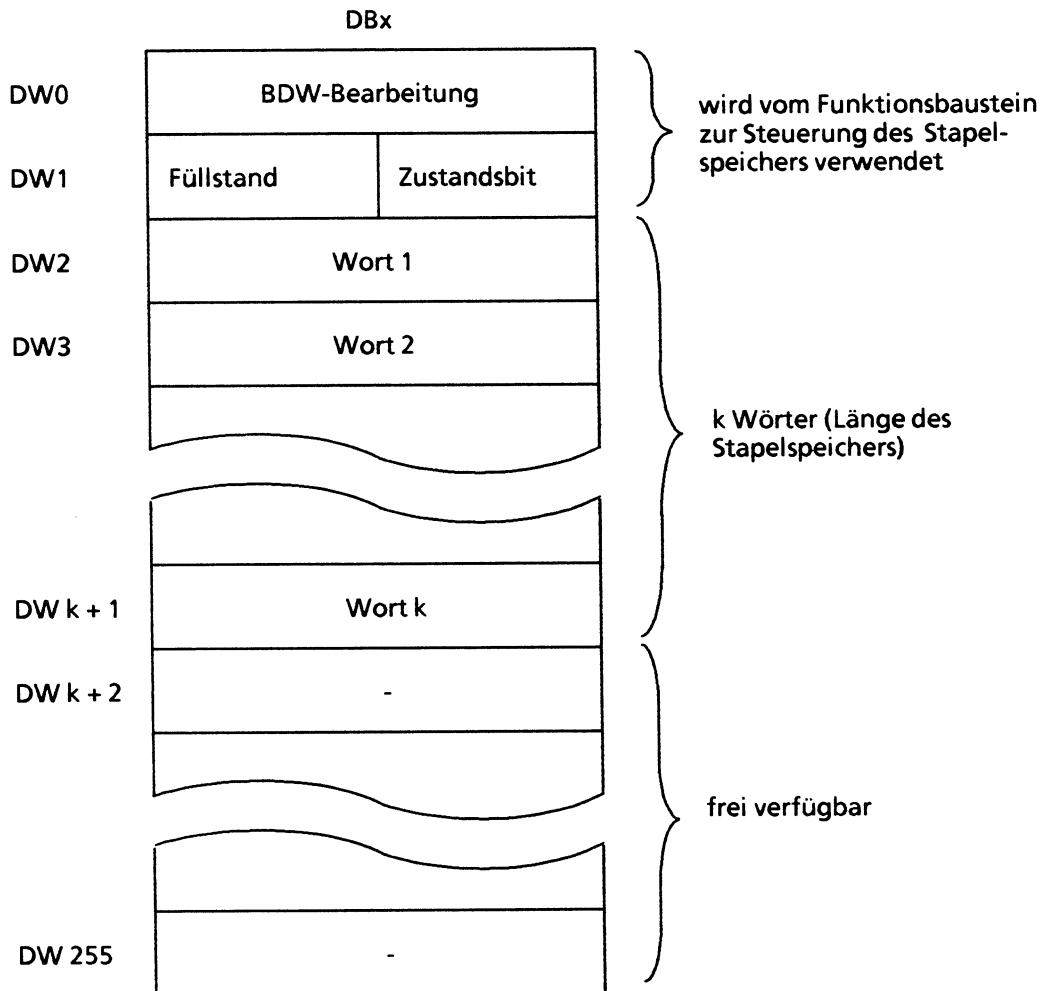 DBx
DW0
BDW-Bearbeitung
wird vom Funktionsbaustein
zur Steuerung des Stapel-
speichers verwendet
DW1
Füllstand
Zustandsbit
DW2
Wort 1
DW3
Wort 2
k Wörter (Länge des
Stapelspeichers)
DW k + 1
Wort k
DW k + 2
-
frei verfügbar
DW 255
-